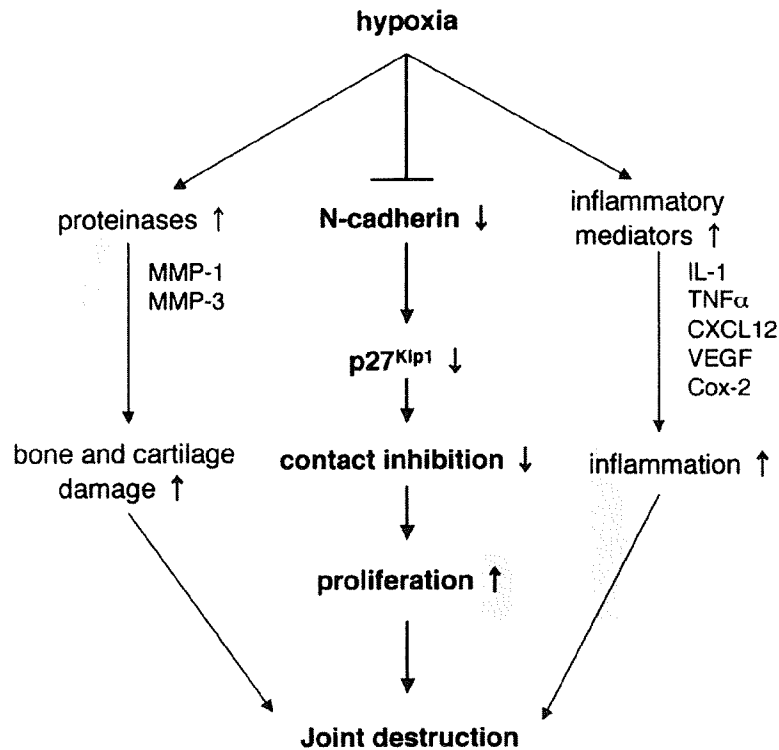 hypoxia
proteinases ↑
MMP-1
MMP-3
bone and cartilage
damage ↑
N-cadherin ↓
p27Kip1 ↓
contact inhibition ↓
proliferation ↑
inflammatory
mediators ↑
IL-1
TNFα
CXCL12
VEGF
Cox-2
inflammation ↑
Joint destruction